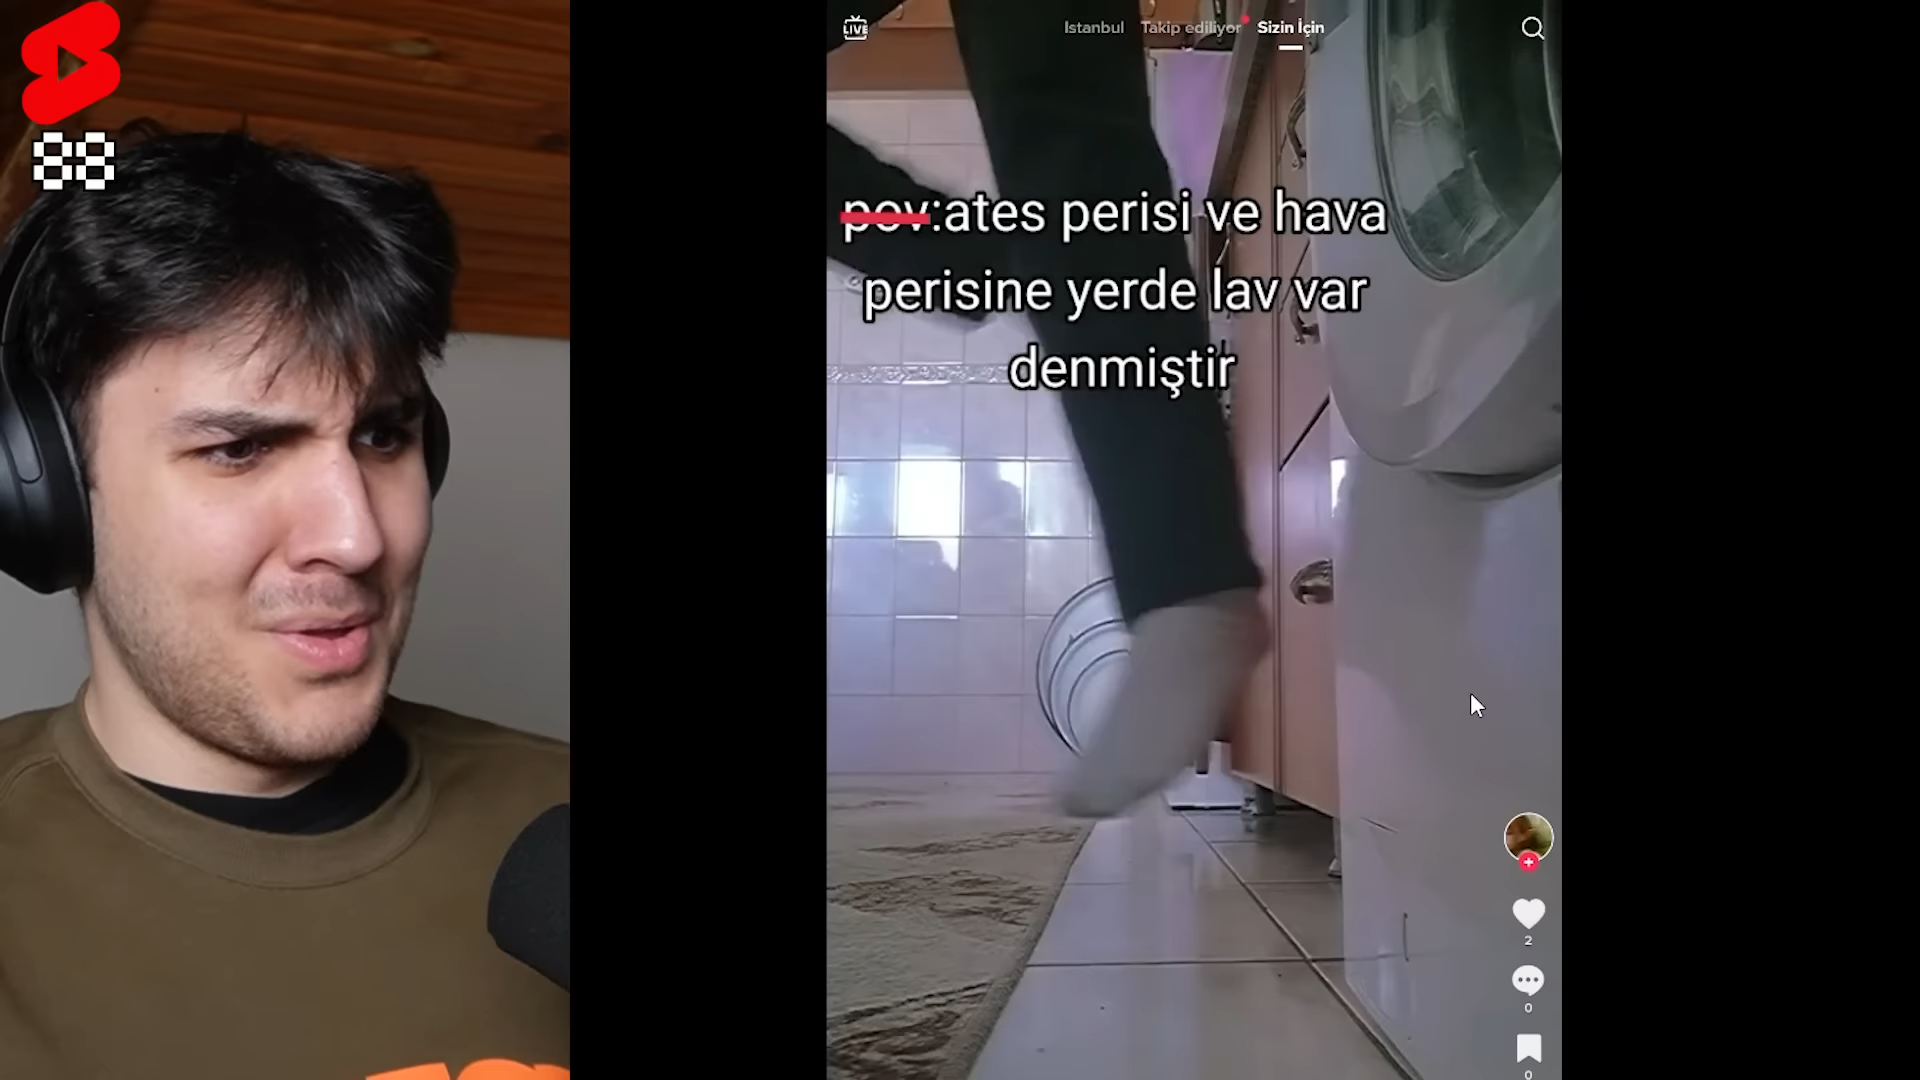 LIVE
Istanbul Takip ediliyor Sizin İçin
88
pov:ates perisi ve hava
perisine yerde lav var
denmiştir
2
0
0